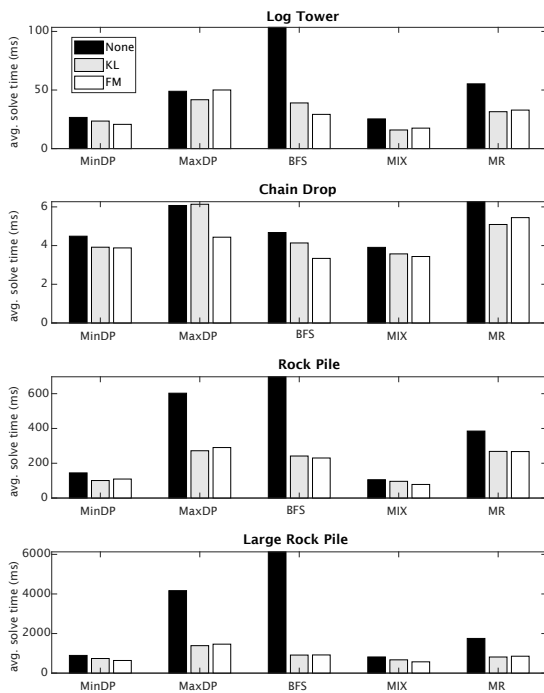 Log Tower
avg. solve time (ms)
100
50
0
None
KL
FM
MinDP MaxDP BFS MIX MR
Chain Drop
avg. solve time (ms)
6
4
2
0
MinDP MaxDP BFS MIX MR
Rock Pile
avg. solve time (ms)
600
400
200
0
MinDP MaxDP BFS MIX MR
Large Rock Pile
avg. solve time (ms)
6000
4000
2000
0
MinDP MaxDP BFS MIX MR